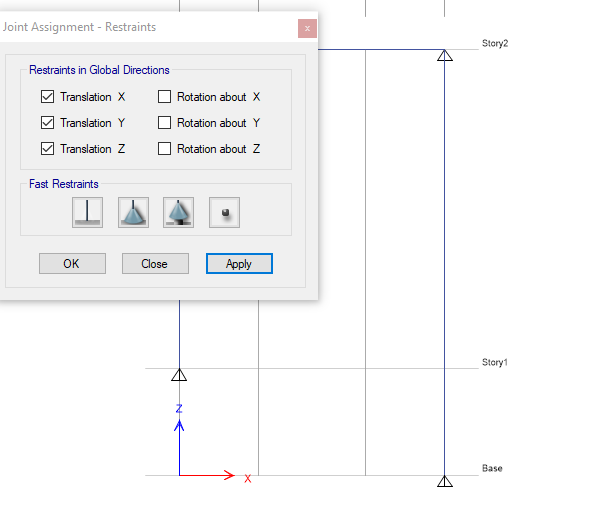 Joint Assignment - Restraints
x
Restraints in Global Directions
Translation X
Rotation about X
Translation Y
Rotation about Y
Translation Z
Rotation about Z
Fast Restraints
OK
Close
Apply
Story2
Story1
Z
X
Base